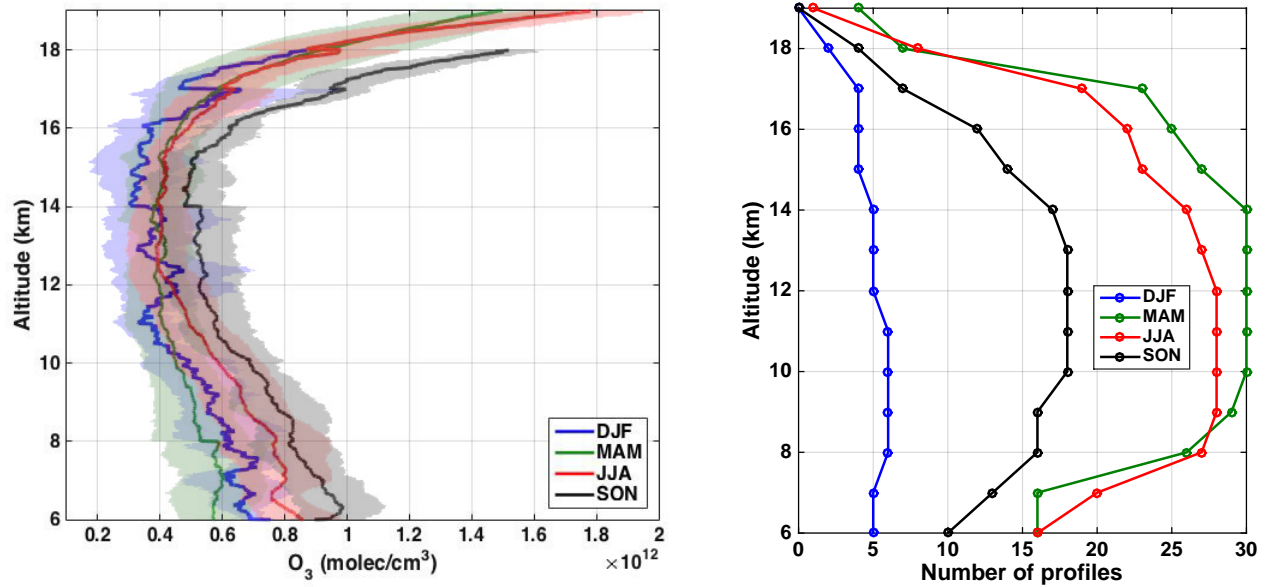 Altitude (km)
18
16
14
12
10
8
6
0.2 0.4 0.6 0.8 1 1.2 1.4 1.6 1.8 2
O₃ (molec/cm³)
×10¹²
DJF
MAM
JJA
SON
Altitude (km)
18
16
14
12
10
8
6
0 5 10 15 20 25 30
Number of profiles
DJF
MAM
JJA
SON